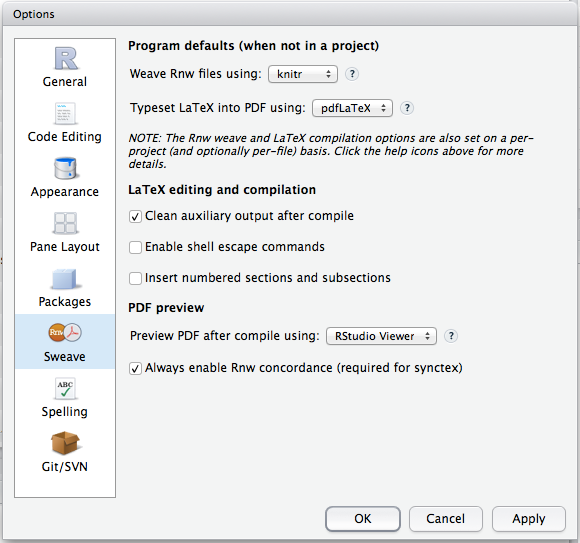 Options
R
General
Code Editing
Appearance
Pane Layout
Packages
Rnw
Sweave
ABC
Spelling
Git/SVN
Program defaults (when not in a project)
Weave Rnw files using: knitr ?
Typeset LaTeX into PDF using: pdfLaTeX ?
NOTE: The Rnw weave and LaTeX compilation options are also set on a per-
project (and optionally per-file) basis. Click the help icons above for more
details.
LaTeX editing and compilation
Clean auxiliary output after compile
Enable shell escape commands
Insert numbered sections and subsections
PDF preview
Preview PDF after compile using: RStudio Viewer ?
Always enable Rnw concordance (required for synctex)
OK Cancel Apply